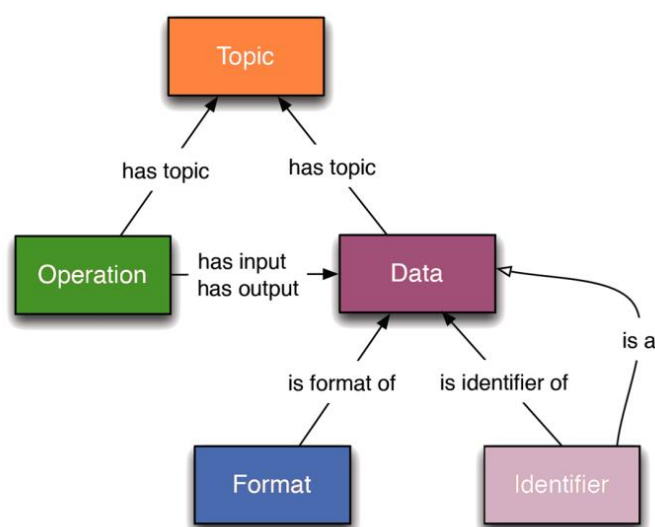 Topic
has topic
has topic
Operation
has input
has output
Data
is a
is format of
is identifier of
Format
Identifier